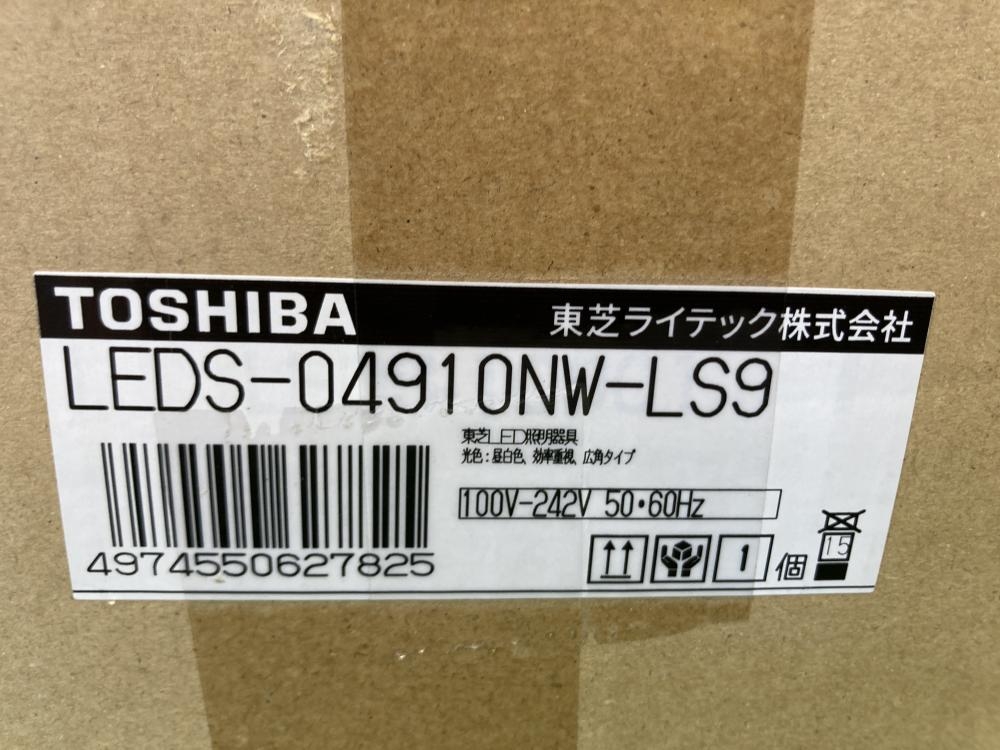 TOSHIBA 東芝ライテック株式会社
LEDS-04910NW-LS9
東芝LED照明器具
光色：昼白色、効率重視、広角タイプ
100V-242V 50・60Hz
4974550627825
1 個 15